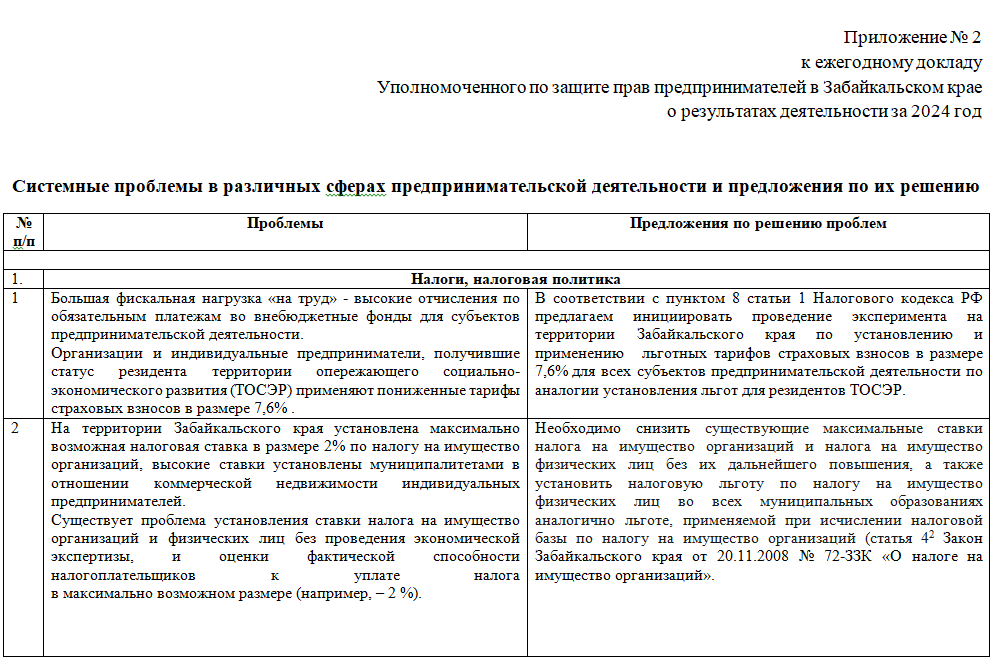 Приложение № 2
к ежегодному докладу
Уполномоченного по защите прав предпринимателей в Забайкальском крае
о результатах деятельности за 2024 год
Системные проблемы в различных сферах предпринимательской деятельности и предложения по их решению
№ п/п
Проблемы
Предложения по решению проблем
1.
Налоги, налоговая политика
1
Большая фискальная нагрузка «на труд» - высокие отчисления по
обязательным платежам во внебюджетные фонды для субъектов
предпринимательской деятельности.
Организации и индивидуальные предприниматели, получившие
статус резидента территории опережающего социально-
экономического развития (ТОСЭР) применяют пониженные тарифы
страховых взносов в размере 7,6% .
В соответствии с пунктом 8 статьи 1 Налогового кодекса РФ
предлагаем инициировать проведение эксперимента на
территории Забайкальского края по установлению и
применению льготных тарифов страховых взносов в размере
7,6% для всех субъектов предпринимательской деятельности по
аналогии установления льгот для резидентов ТОСЭР.
2
На территории Забайкальского края установлена максимально
возможная налоговая ставка в размере 2% по налогу на имущество
организаций, высокие ставки установлены муниципалитетами в
отношении коммерческой недвижимости индивидуальных
предпринимателей.
Существует проблема установления ставки налога на имущество
организаций и физических лиц без проведения экономической
экспертизы, и оценки фактической способности
налогоплательщиков к уплате налога
в максимально возможном размере (например, – 2 %).
Необходимо снизить существующие максимальные ставки
налога на имущество организаций и налога на имущество
физических лиц без их дальнейшего повышения, а также
установить налоговую льготу по налогу на имущество
физических лиц во всех муниципальных образованиях
аналогично льготе, применяемой при исчислении налоговой
базы по налогу на имущество организаций (статья 4² Закон
Забайкальского края от 20.11.2008 № 72-ЗЗК «О налоге на
имущество организаций».